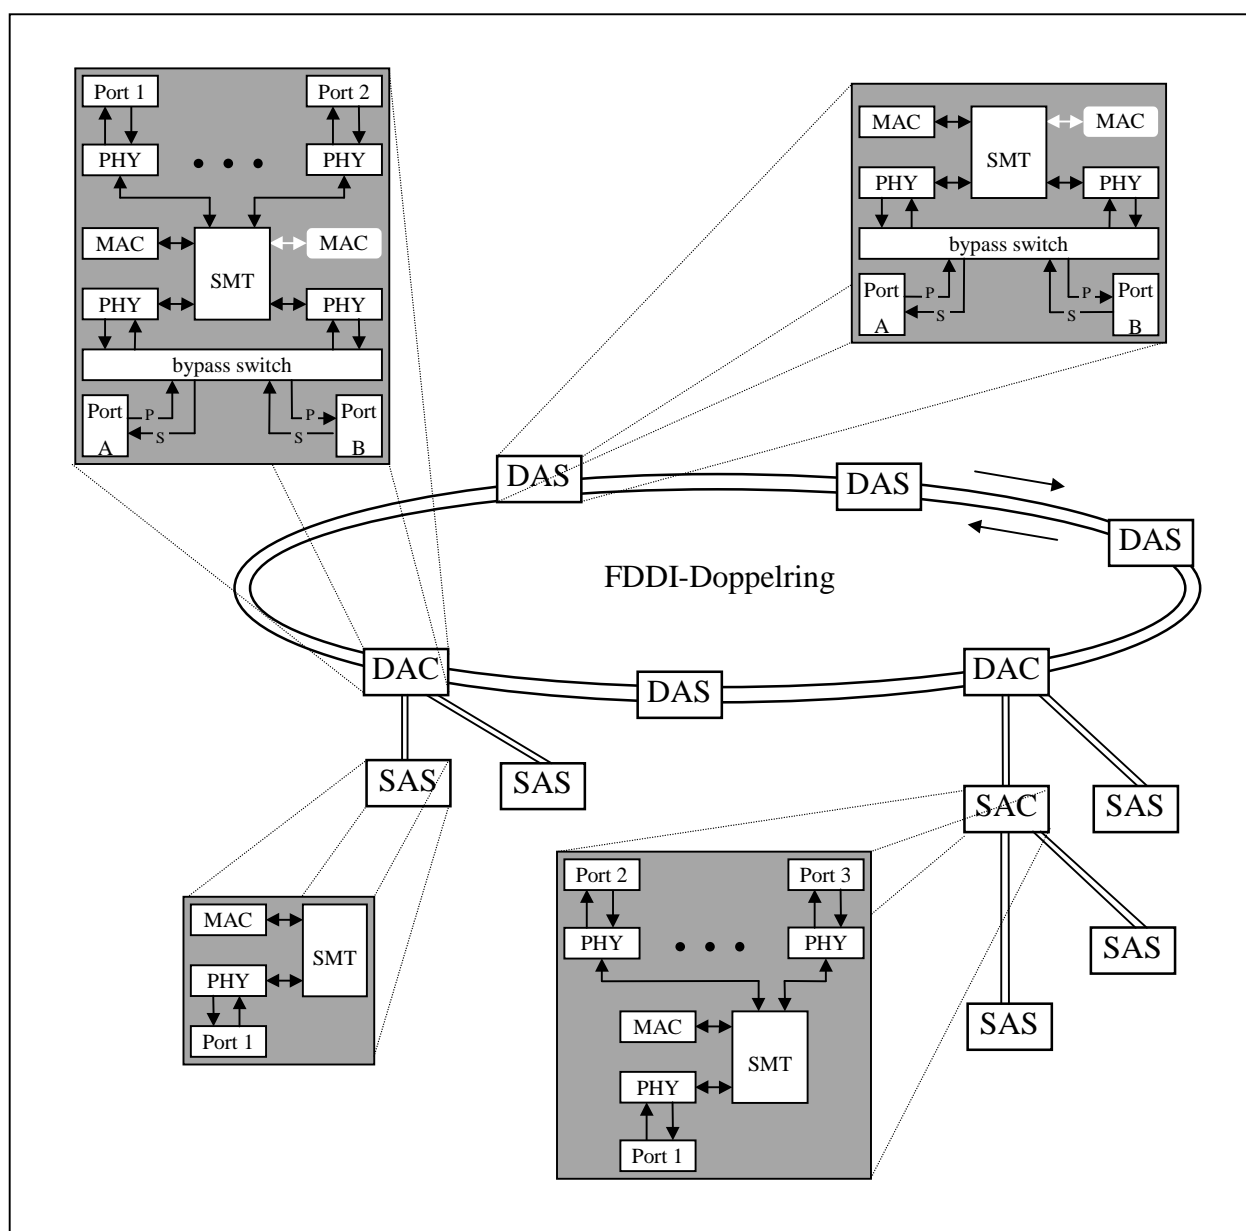 Port 1
Port 2
PHY
PHY
MAC
SMT
MAC
PHY
PHY
bypass switch
Port
A
P
S
P
S
Port
B
MAC
SMT
MAC
PHY
PHY
bypass switch
Port
A
P
S
P
S
Port
B
DAS
DAS
DAS
FDDI-Doppelring
DAC
DAS
DAC
SAS
SAS
SAC
SAS
SAS
SAS
MAC
SMT
PHY
Port 1
Port 2
Port 3
PHY
PHY
MAC
SMT
PHY
Port 1